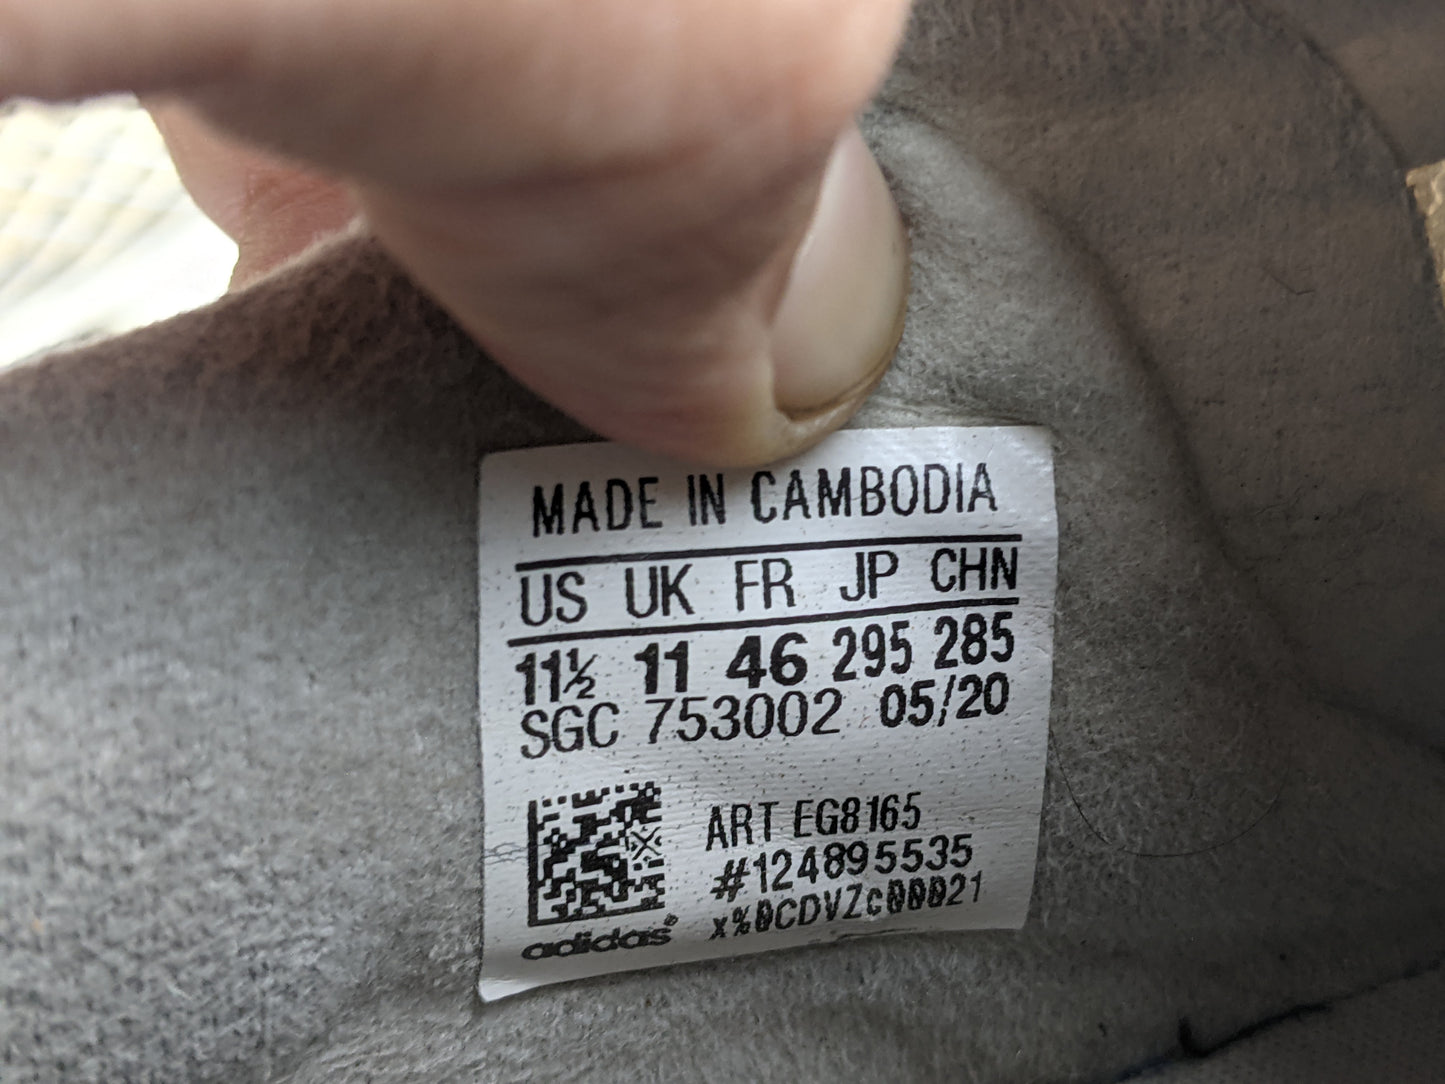 MADE IN CAMBODIA
US UK FR JP CHN
11½ 11 46 295 285
SGC 753002 05/20
ART EG8165
#124895535
x%0CDVZc00021
adidas